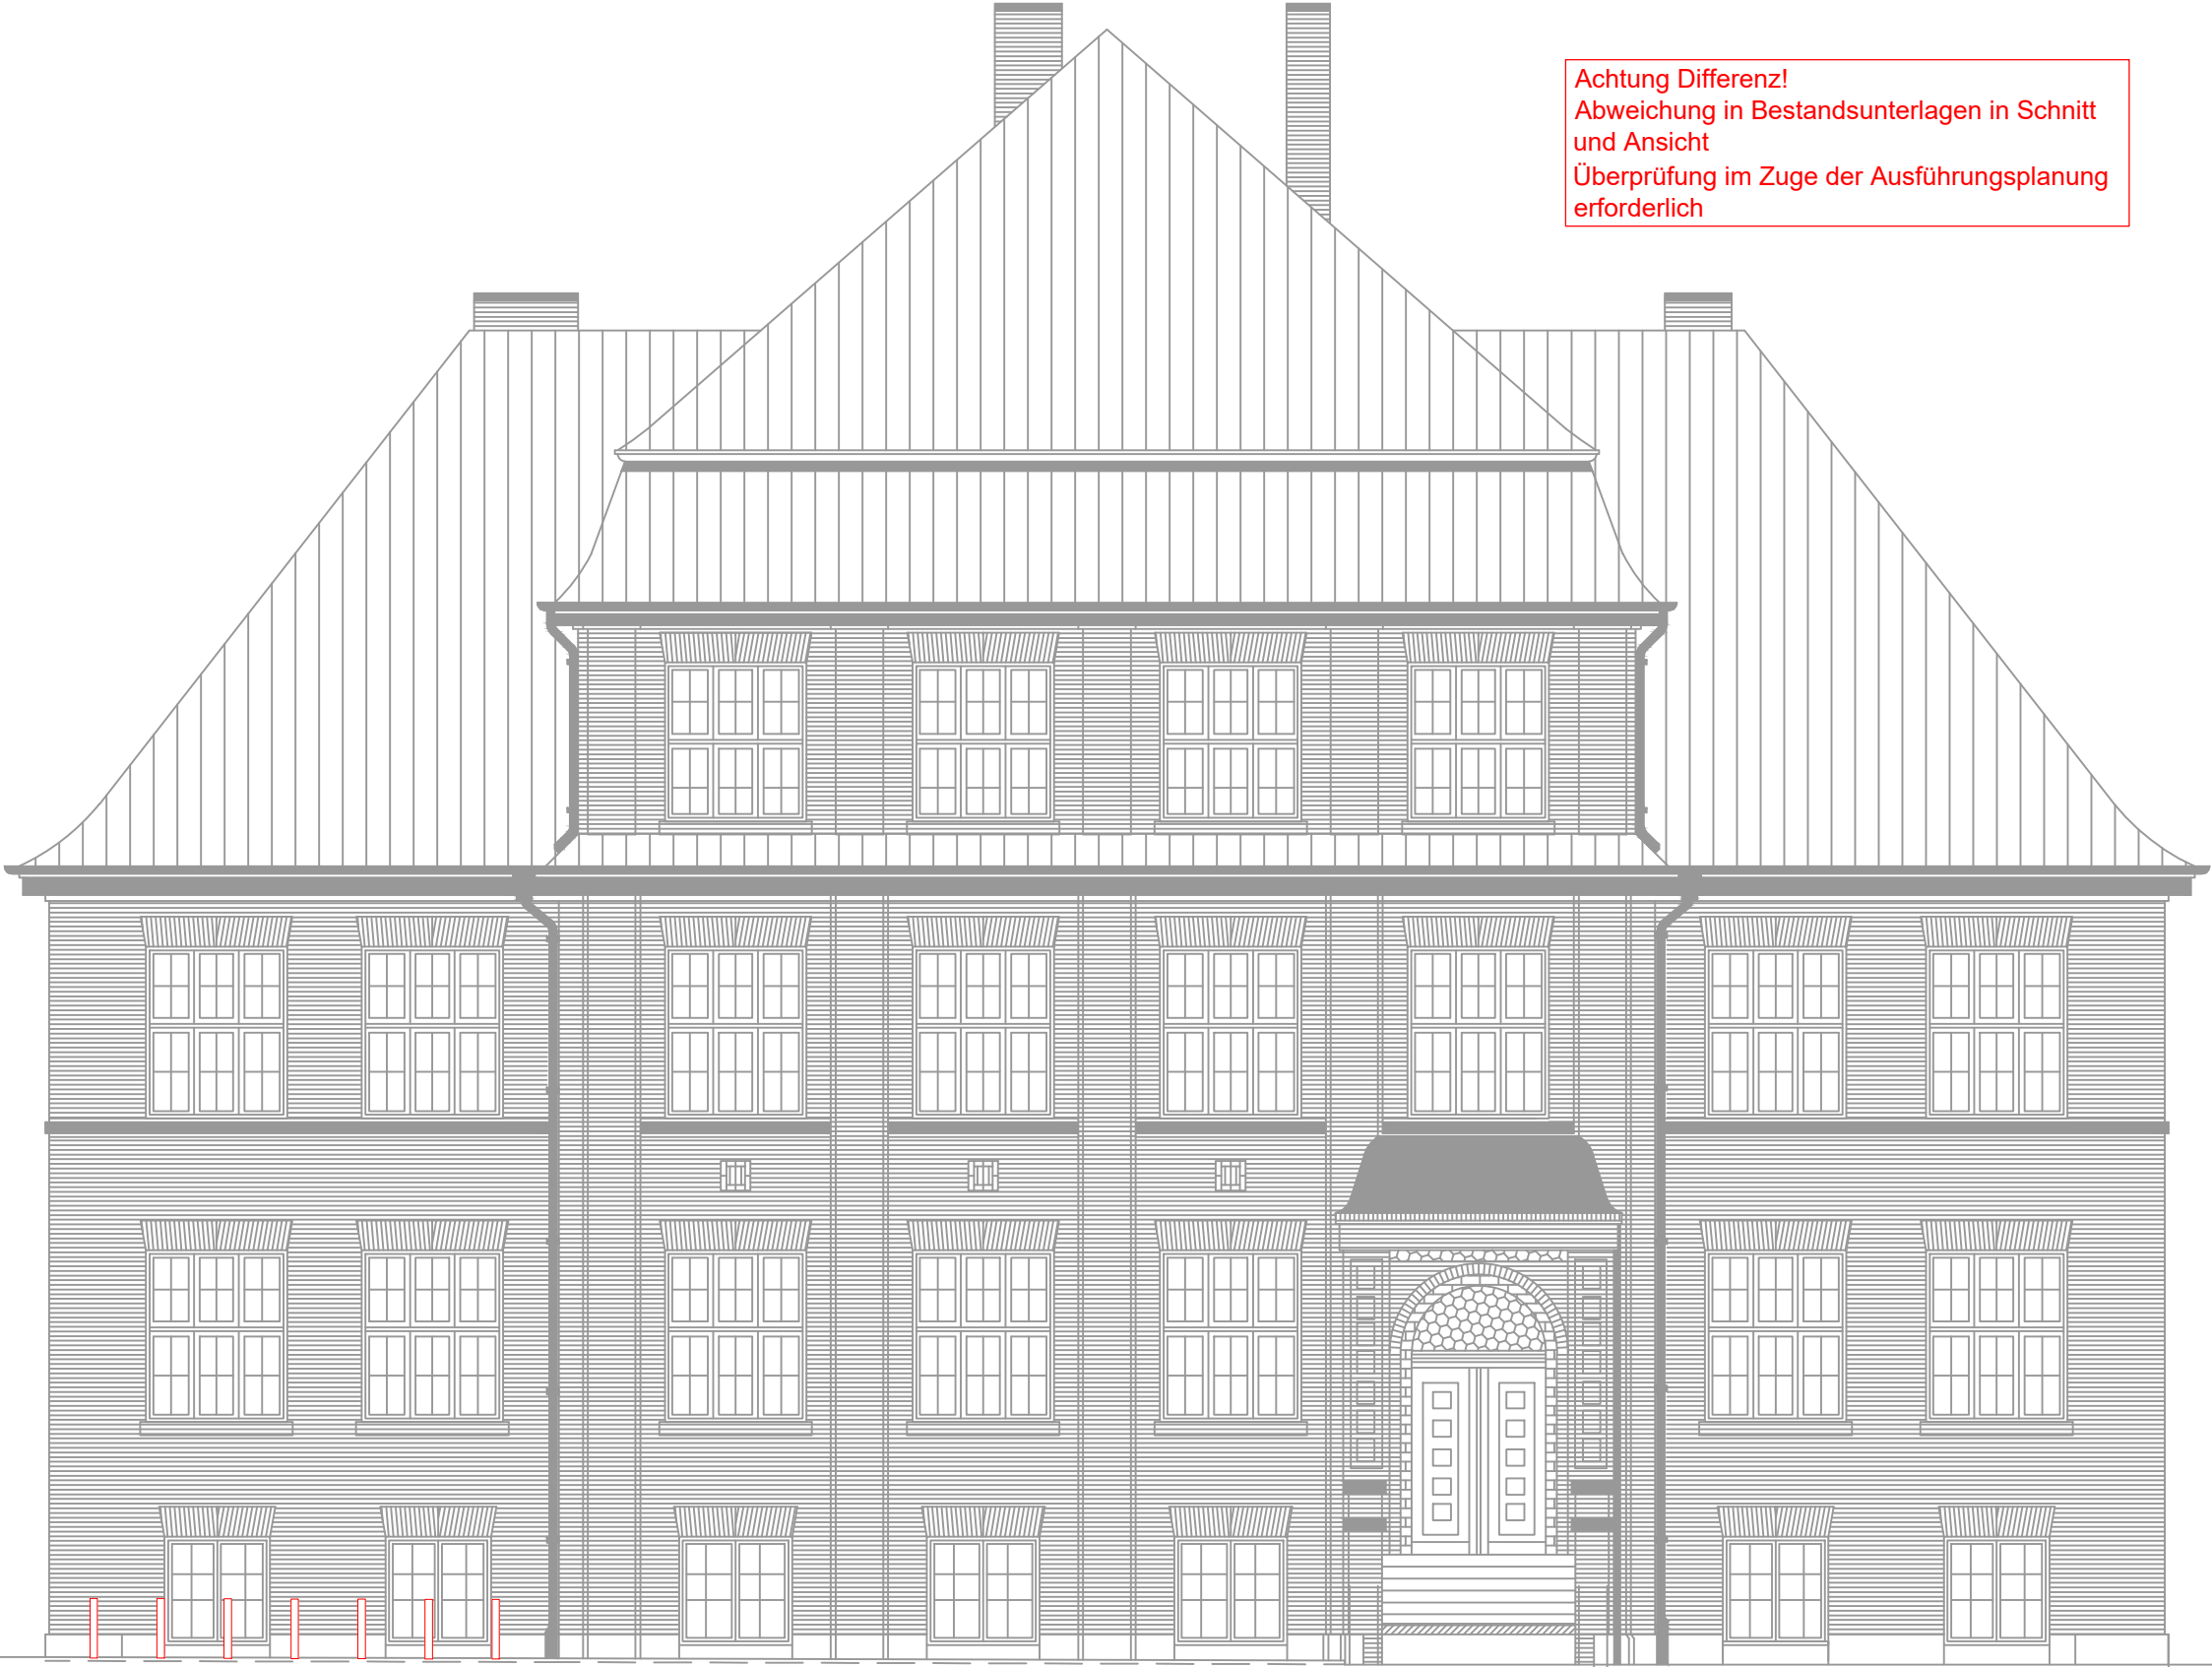 Achtung Differenz!
Abweichung in Bestandsunterlagen in Schnitt
und Ansicht
Überprüfung im Zuge der Ausführungsplanung
erforderlich